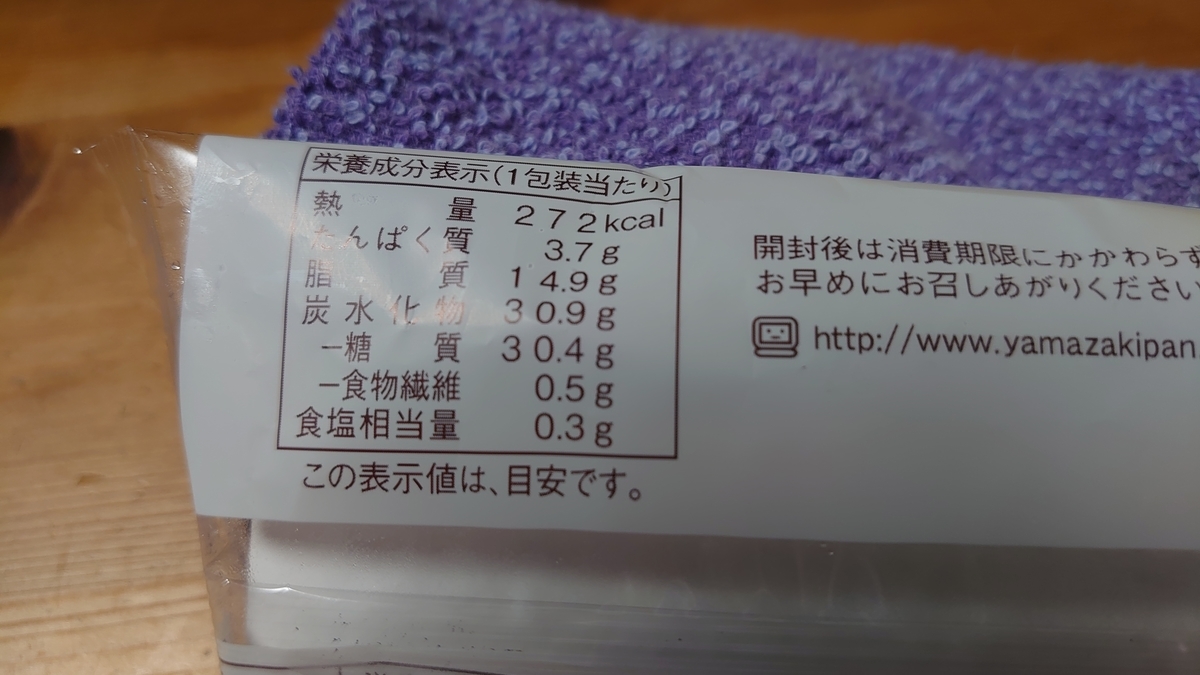 栄養成分表示(1包装当たり)
熱量 272kcal
たんぱく質 3.7g
脂質 14.9g
炭水化物 30.9g
−糖質 30.4g
−食物繊維 0.5g
食塩相当量 0.3g
この表示値は、目安です。
開封後は消費期限にかかわらず
お早めにお召しあがりください
http://www.yamazakipan